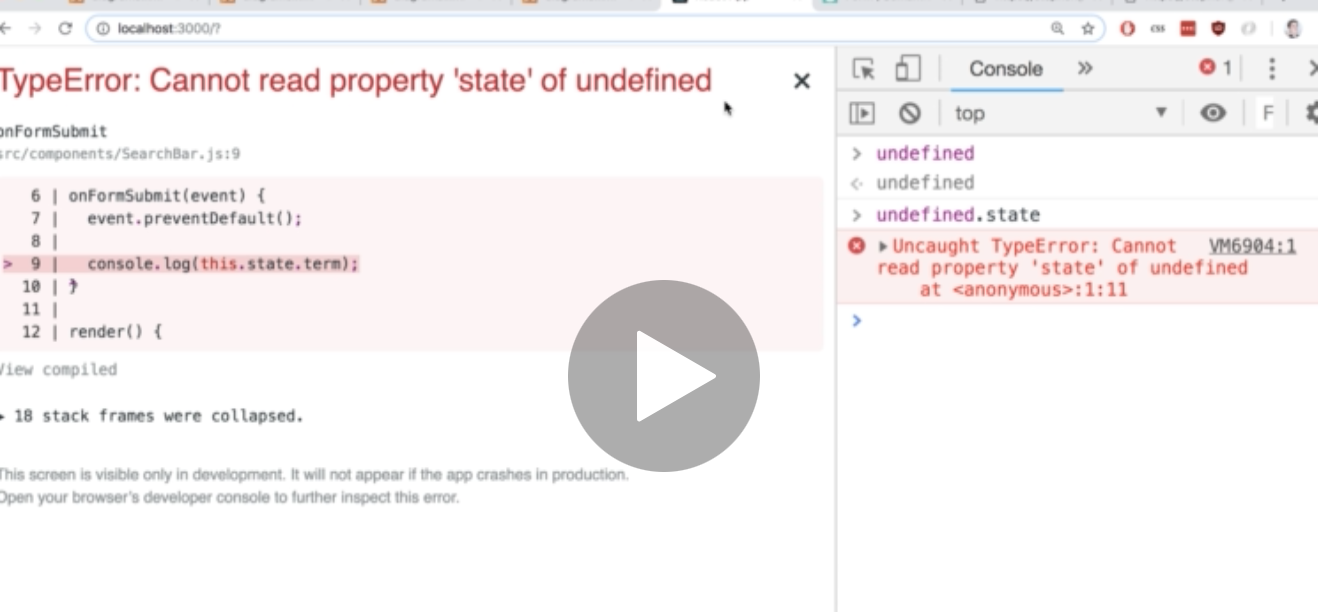 localhost:3000/?
css
TypeError: Cannot read property 'state' of undefined
onFormSubmit
src/components/SearchBar.js:9
6 | onFormSubmit(event) {
7 |   event.preventDefault();
8 |
> 9 |   console.log(this.state.term);
10 | }
11 |
12 | render() {
View compiled
18 stack frames were collapsed.
This screen is visible only in development. It will not appear if the app crashes in production.
Open your browser's developer console to further inspect this error.
Console
1
top
F
> undefined
undefined
> undefined.state
Uncaught TypeError: Cannot VM6904:1
read property 'state' of undefined
at <anonymous>:1:11
>